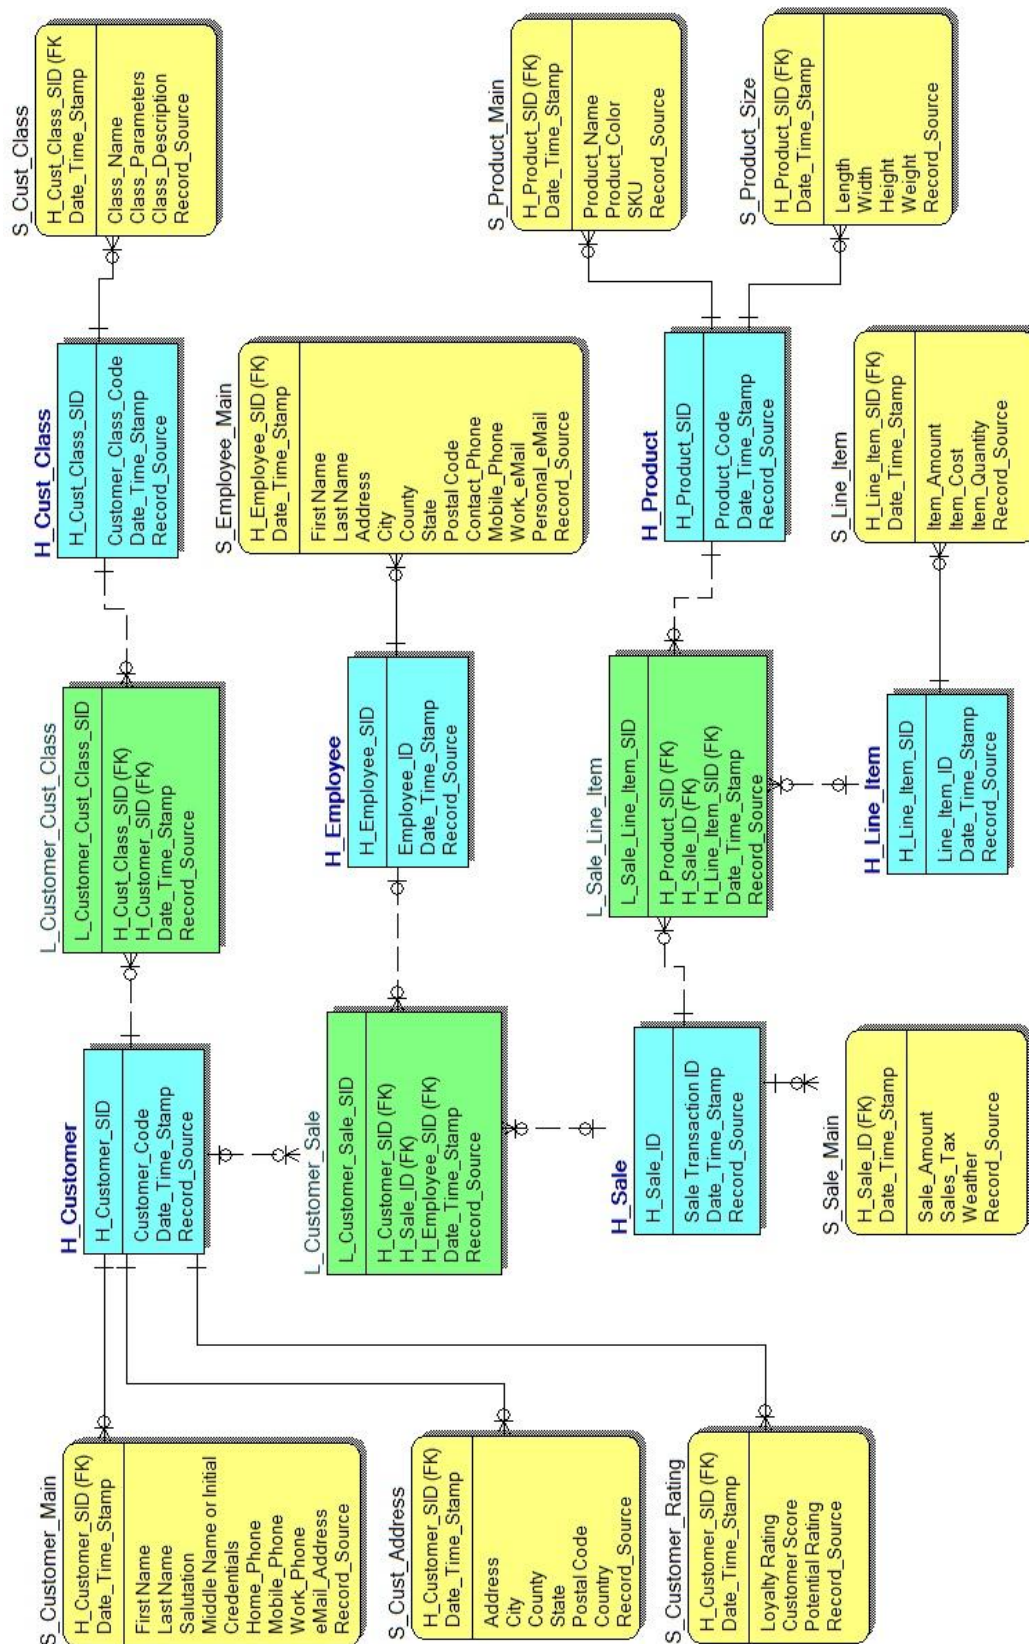 S_Customer_Main
H_Customer_SID (FK)
Date_Time_Stamp
First Name
Last Name
Salutation
Middle Name or Initial
Credentials
Home_Phone
Mobile_Phone
Work_Phone
eMail_Address
Record_Source
S_Cust_Address
H_Customer_SID (FK)
Date_Time_Stamp
Address
City
County
State
Postal Code
Country
Record_Source
S_Customer_Rating
H_Customer_SID (FK)
Date_Time_Stamp
Loyalty Rating
Customer Score
Potential Rating
Record_Source
H_Customer
H_Customer_SID
Customer_Code
Date_Time_Stamp
Record_Source
L_Customer_Sale
L_Customer_Sale_SID
H_Customer_SID (FK)
H_Sale_ID (FK)
H_Employee_SID (FK)
Date_Time_Stamp
Record_Source
H_Sale
H_Sale_ID
Sale Transaction ID
Date_Time_Stamp
Record_Source
S_Sale_Main
H_Sale_ID (FK)
Date_Time_Stamp
Sale_Amount
Sales_Tax
Weather
Record_Source
L_Customer_Cust_Class
L_Customer_Cust_Class_SID
H_Cust_Class_SID (FK)
H_Customer_SID (FK)
Date_Time_Stamp
Record_Source
H_Employee
H_Employee_SID
Employee_ID
Date_Time_Stamp
Record_Source
L_Sale_Line_Item
L_Sale_Line_Item_SID
H_Product_SID (FK)
H_Sale_ID (FK)
H_Line_Item_SID (FK)
Date_Time_Stamp
Record_Source
H_Line_Item
H_Line_Item_SID
Line_Item_ID
Date_Time_Stamp
Record_Source
H_Cust_Class
H_Cust_Class_SID
Customer_Class_Code
Date_Time_Stamp
Record_Source
S_Employee_Main
H_Employee_SID (FK)
Date_Time_Stamp
First Name
Last Name
Address
City
County
State
Postal Code
Contact_Phone
Mobile_Phone
Work_eMail
Personal_eMail
Record_Source
H_Product
H_Product_SID
Product_Code
Date_Time_Stamp
Record_Source
S_Line_Item
H_Line_Item_SID (FK)
Date_Time_Stamp
Item_Amount
Item_Cost
Item_Quantity
Record_Source
S_Cust_Class
H_Cust_Class_SID (FK
Date_Time_Stamp
Class_Name
Class_Parameters
Class_Description
Record_Source
S_Product_Main
H_Product_SID (FK)
Date_Time_Stamp
Product_Name
Product_Color
SKU
Record_Source
S_Product_Size
H_Product_SID (FK)
Date_Time_Stamp
Length
Width
Height
Weight
Record_Source